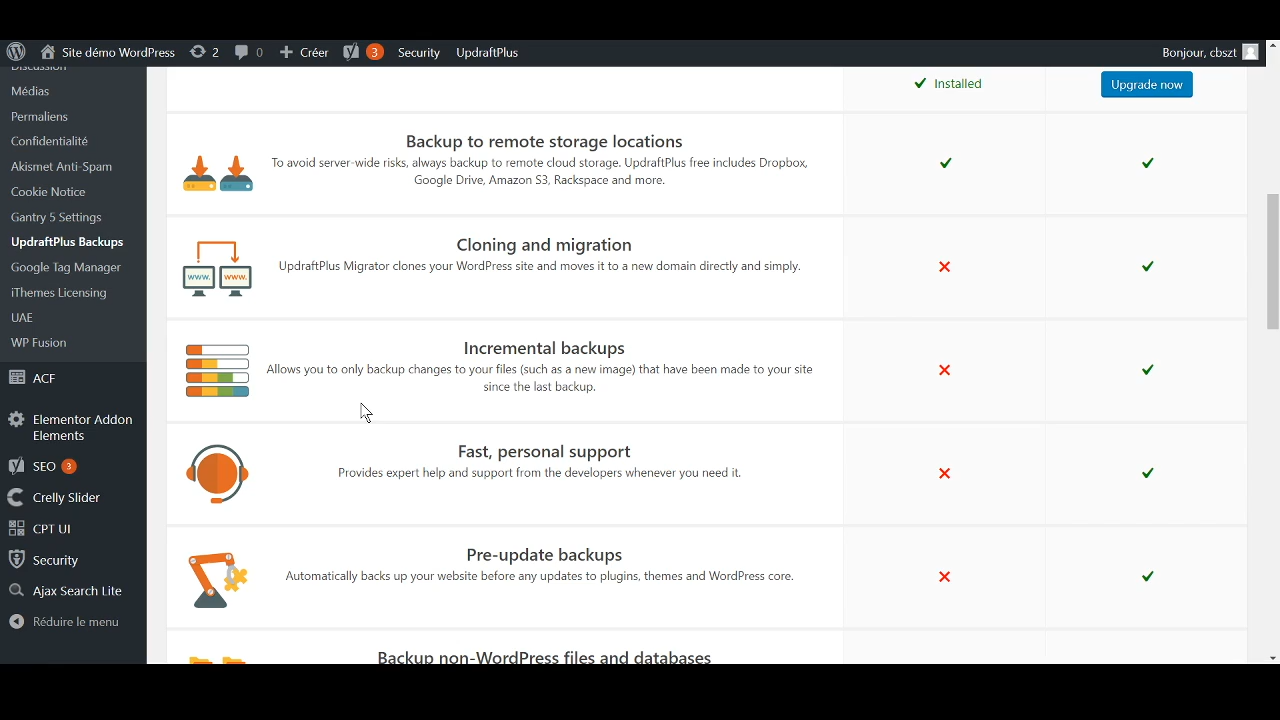 Site démo WordPress 2 0 Créer 3 Security UpdraftPlus Bonjour, cbszt
Discussion
Médias
Permaliens
Confidentialité
Akismet Anti-Spam
Cookie Notice
Gantry 5 Settings
UpdraftPlus Backups
Google Tag Manager
iThemes Licensing
UAE
WP Fusion
ACF
Elementor Addon
Elements
SEO 3
Crelly Slider
CPT UI
Security
Ajax Search Lite
Réduire le menu
Installed
Upgrade now
Backup to remote storage locations
To avoid server-wide risks, always backup to remote cloud storage. UpdraftPlus free includes Dropbox,
Google Drive, Amazon S3, Rackspace and more.
www. www.
Cloning and migration
UpdraftPlus Migrator clones your WordPress site and moves it to a new domain directly and simply.
Incremental backups
Allows you to only backup changes to your files (such as a new image) that have been made to your site
since the last backup.
Fast, personal support
Provides expert help and support from the developers whenever you need it.
Pre-update backups
Automatically backs up your website before any updates to plugins, themes and WordPress core.
Backup non-WordPress files and databases